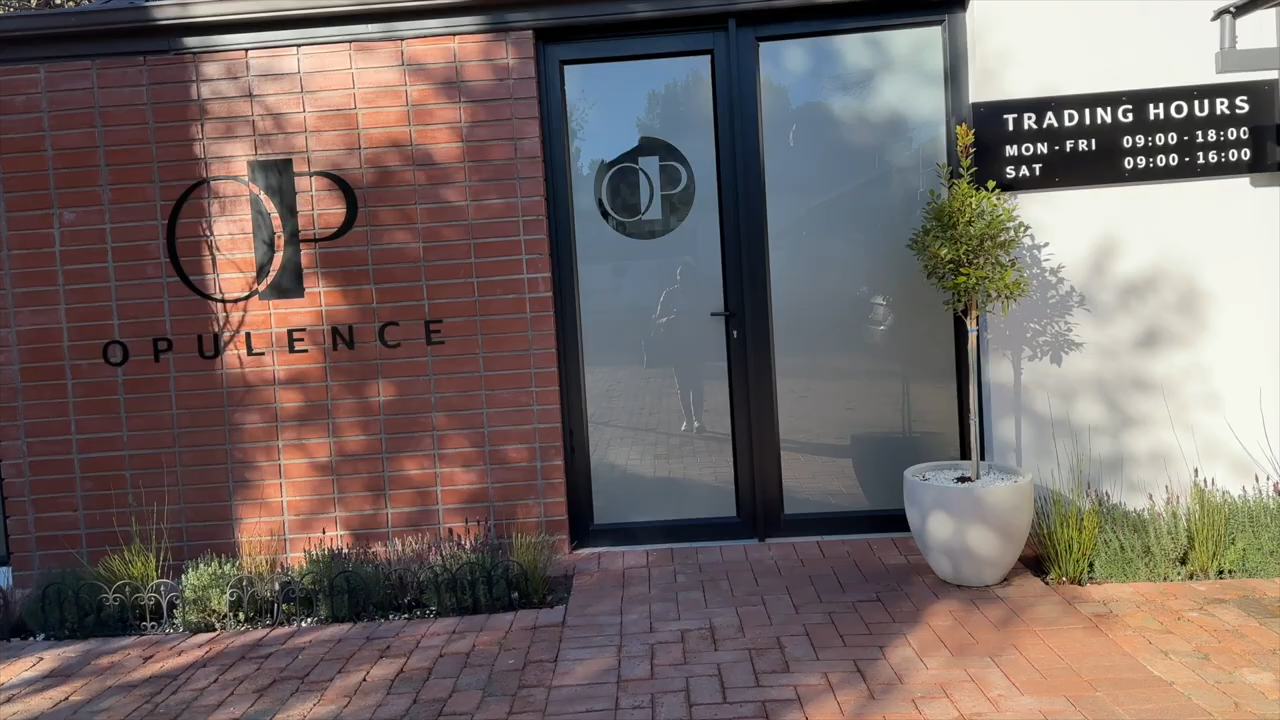 OP
OPULENCE
OP
TRADING HOURS
MON - FRI 09:00 - 18:00
SAT 09:00 - 16:00